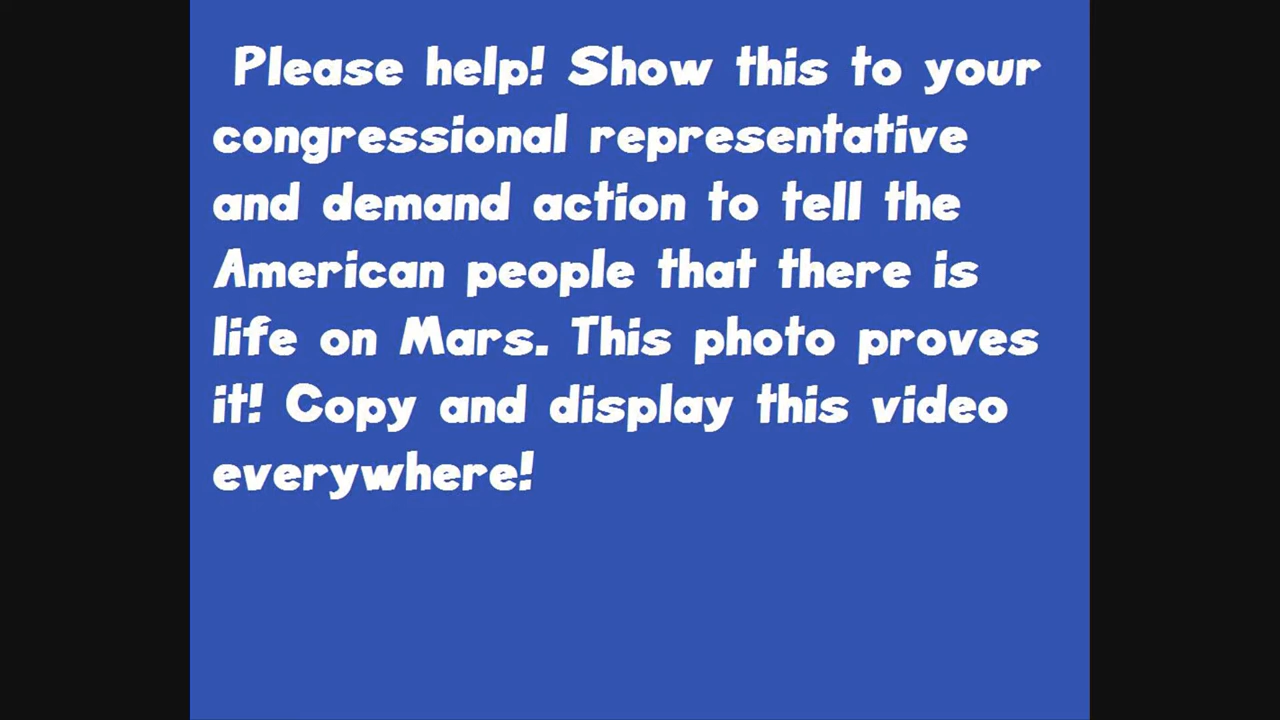 Please help! Show this to your
congressional representative
and demand action to tell the
American people that there is
life on Mars. This photo proves
it! Copy and display this video
everywhere!